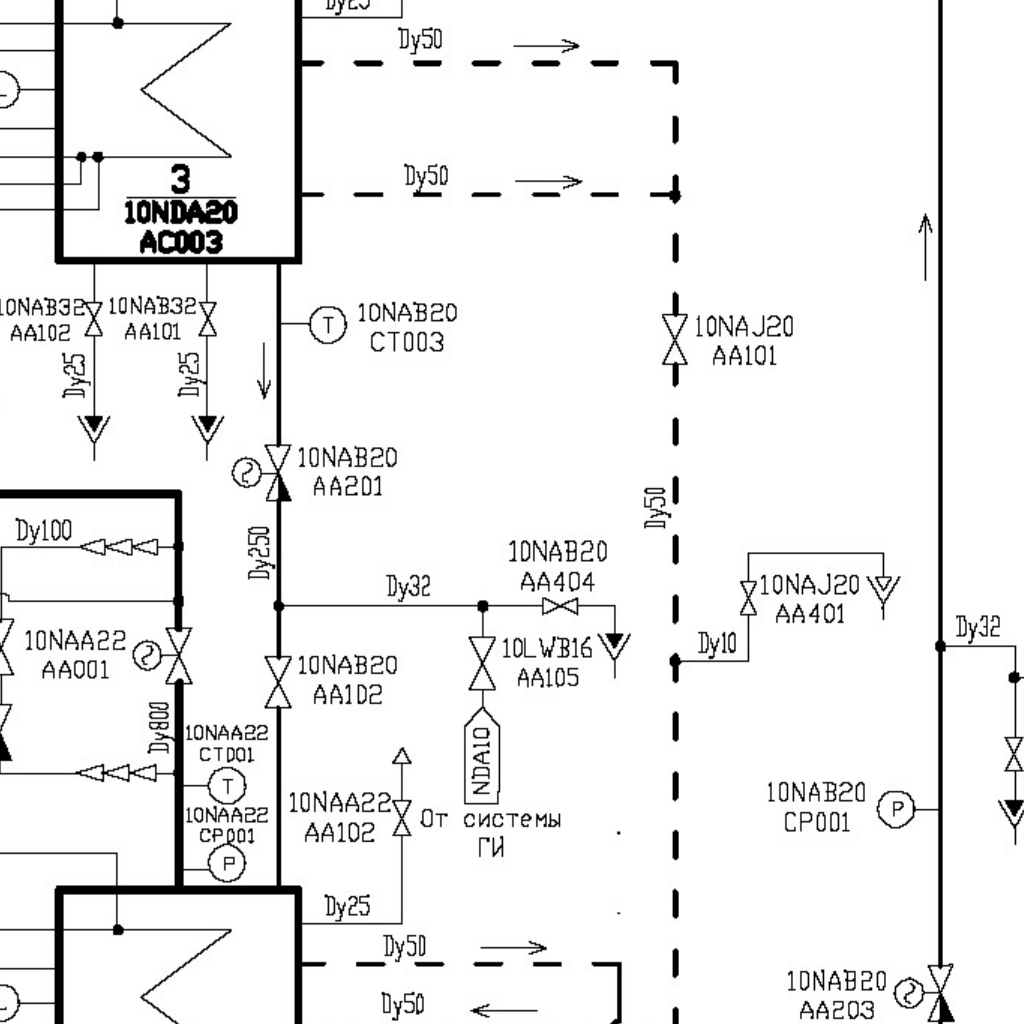 Dy25
Dy50
Dy50
3
10NDA20
AC003
10NAB32
AA102
10NAB32
AA101
T
10NAB20
CT003
10NAJ20
AA101
Dy25
Dy25
10NAB20
AA201
Dy50
Dy100
Dy250
10NAB20
AA404
Dy32
10NAJ20
AA401
10NAA22
AA001
10NAB20
AA102
10LWB16
AA105
Dy10
Dy32
Dy800
10NAA22
CT001
T
NDA10
10NAA22
AA102
От системы
ГИ
10NAA22
CP001
P
10NAB20
CP001
P
Dy25
Dy50
Dy50
10NAB20
AA203